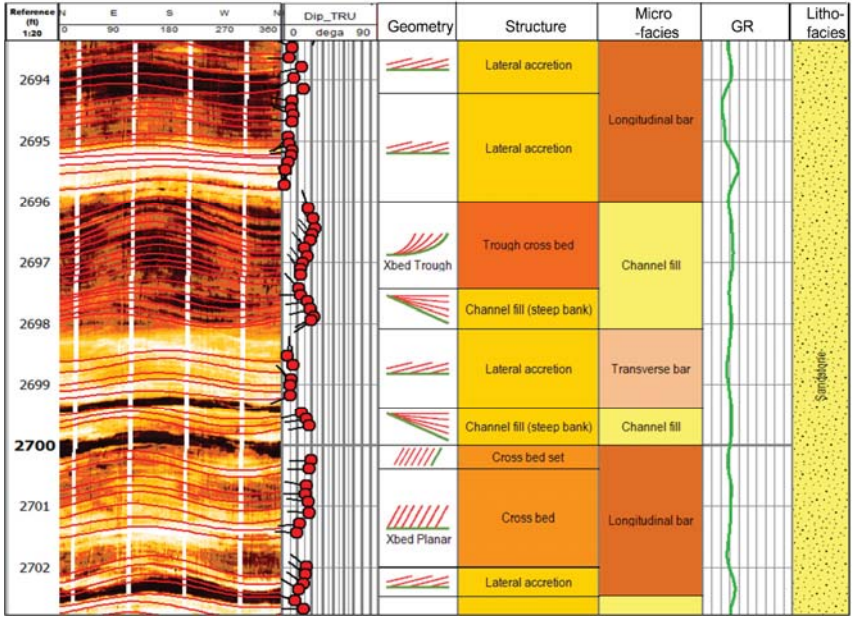 Reference
(ft)
1:20
N E S W N
0 90 180 270 360
Dip_TRU
0 dega 90
Geometry
Structure
Micro
-facies
GR
Litho-
facies
2694
2695
2696
2697
2698
2699
2700
2701
2702
Xbed Trough
Xbed Planar
Lateral accretion
Lateral accretion
Trough cross bed
Channel fill (steep bank)
Lateral accretion
Channel fill (steep bank)
Cross bed set
Cross bed
Lateral accretion
Longitudinal bar
Channel fill
Transverse bar
Channel fill
Longitudinal bar
Sandstone